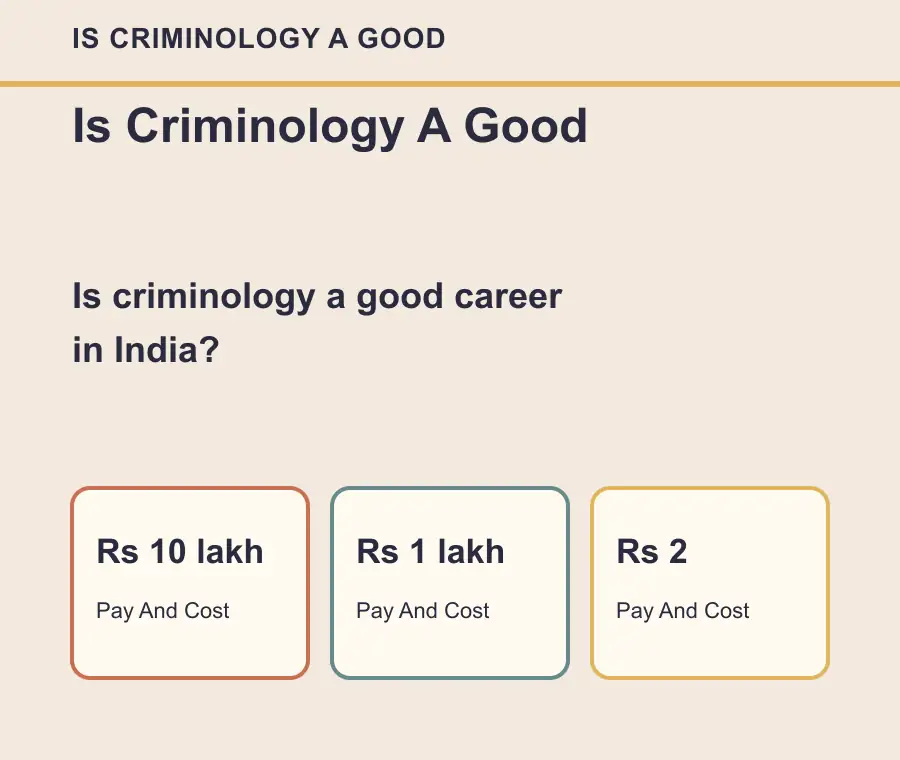 IS CRIMINOLOGY A GOOD
Is Criminology A Good
Is criminology a good career
in India?
Rs 10 lakh
Pay And Cost
Rs 1 lakh
Pay And Cost
Rs 2
Pay And Cost